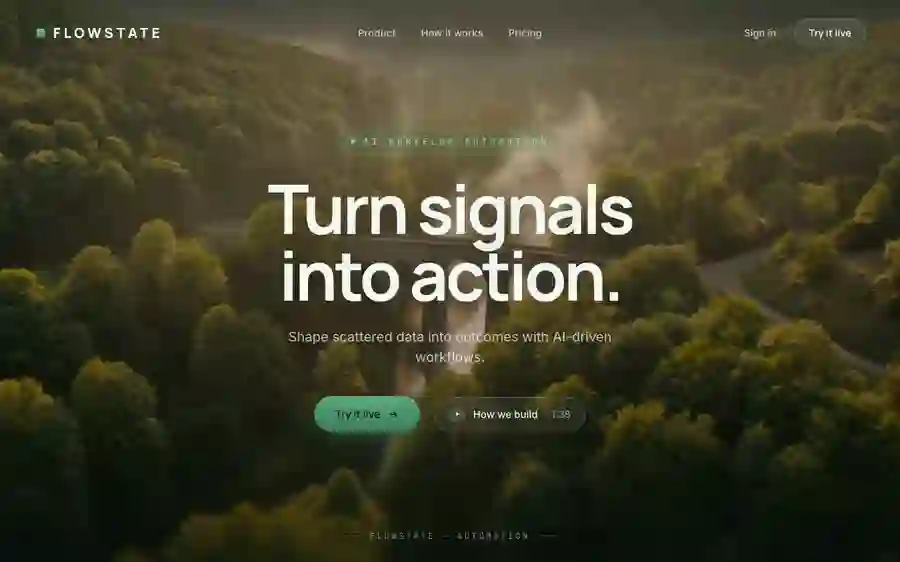 FLOWSTATE
Product
How it works
Pricing
Sign in
Try it live
AI WORKFLOW AUTOMATION
Turn signals
into action.
Shape scattered data into outcomes with AI-driven
workflows.
Try it live →
How we build 1:38
FLOWSTATE — AUTOMATION